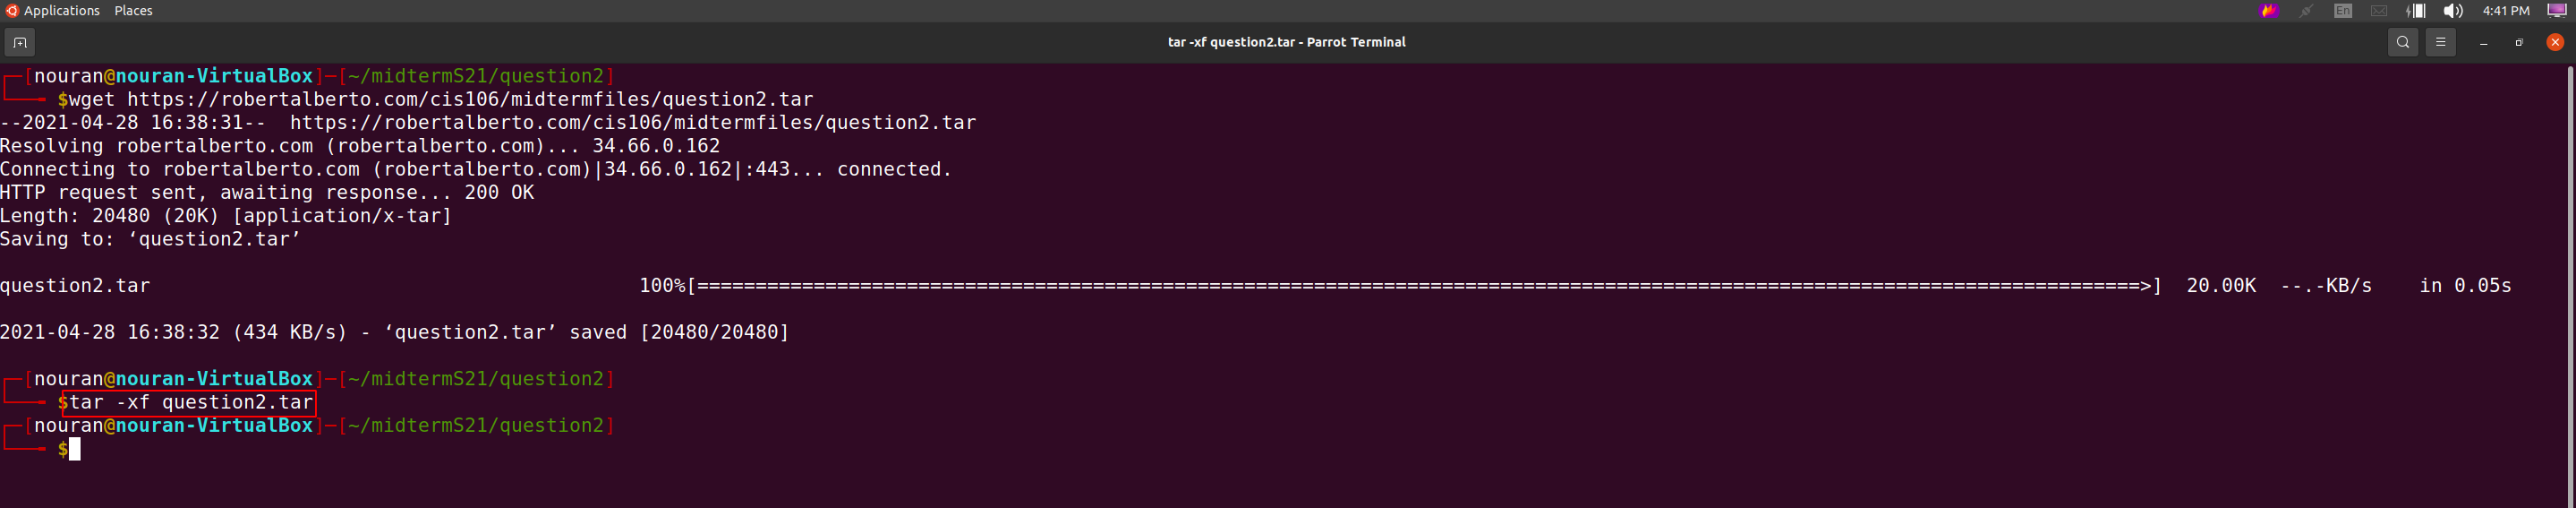 Applications Places En 4:41 PM
tar -xf question2.tar - Parrot Terminal
┌─[nouran@nouran-VirtualBox]─[~/midtermS21/question2]
└──╼ $wget https://robertalberto.com/cis106/midtermfiles/question2.tar
--2021-04-28 16:38:31--  https://robertalberto.com/cis106/midtermfiles/question2.tar
Resolving robertalberto.com (robertalberto.com)... 34.66.0.162
Connecting to robertalberto.com (robertalberto.com)|34.66.0.162|:443... connected.
HTTP request sent, awaiting response... 200 OK
Length: 20480 (20K) [application/x-tar]
Saving to: ‘question2.tar’
question2.tar 100%[============================================================================================================================>] 20.00K --.-KB/s in 0.05s
2021-04-28 16:38:32 (434 KB/s) - ‘question2.tar’ saved [20480/20480]
┌─[nouran@nouran-VirtualBox]─[~/midtermS21/question2]
└──╼ $tar -xf question2.tar
┌─[nouran@nouran-VirtualBox]─[~/midtermS21/question2]
└──╼ $